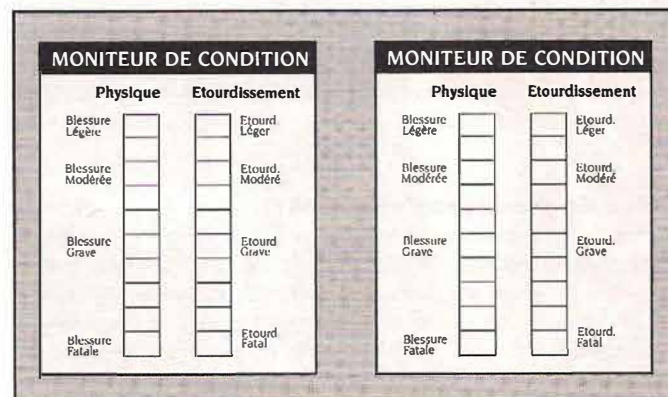 MONITEUR DE CONDITION
Physique Etourdissement
Blessure
Légère
Etourd.
Léger
Blessure
Modérée
Etourd.
Modéré
Blessure
Grave
Etourd
Grave
Blessure
Fatale
Etourd
Fatal
MONITEUR DE CONDITION
Physique Etourdissement
Blessure
Légère
Etourd.
Léger
Blessure
Modérée
Etourd.
Modéré
Blessure
Grave
Etourd.
Grave
Blessure
Fatale
Etourd.
Fatal